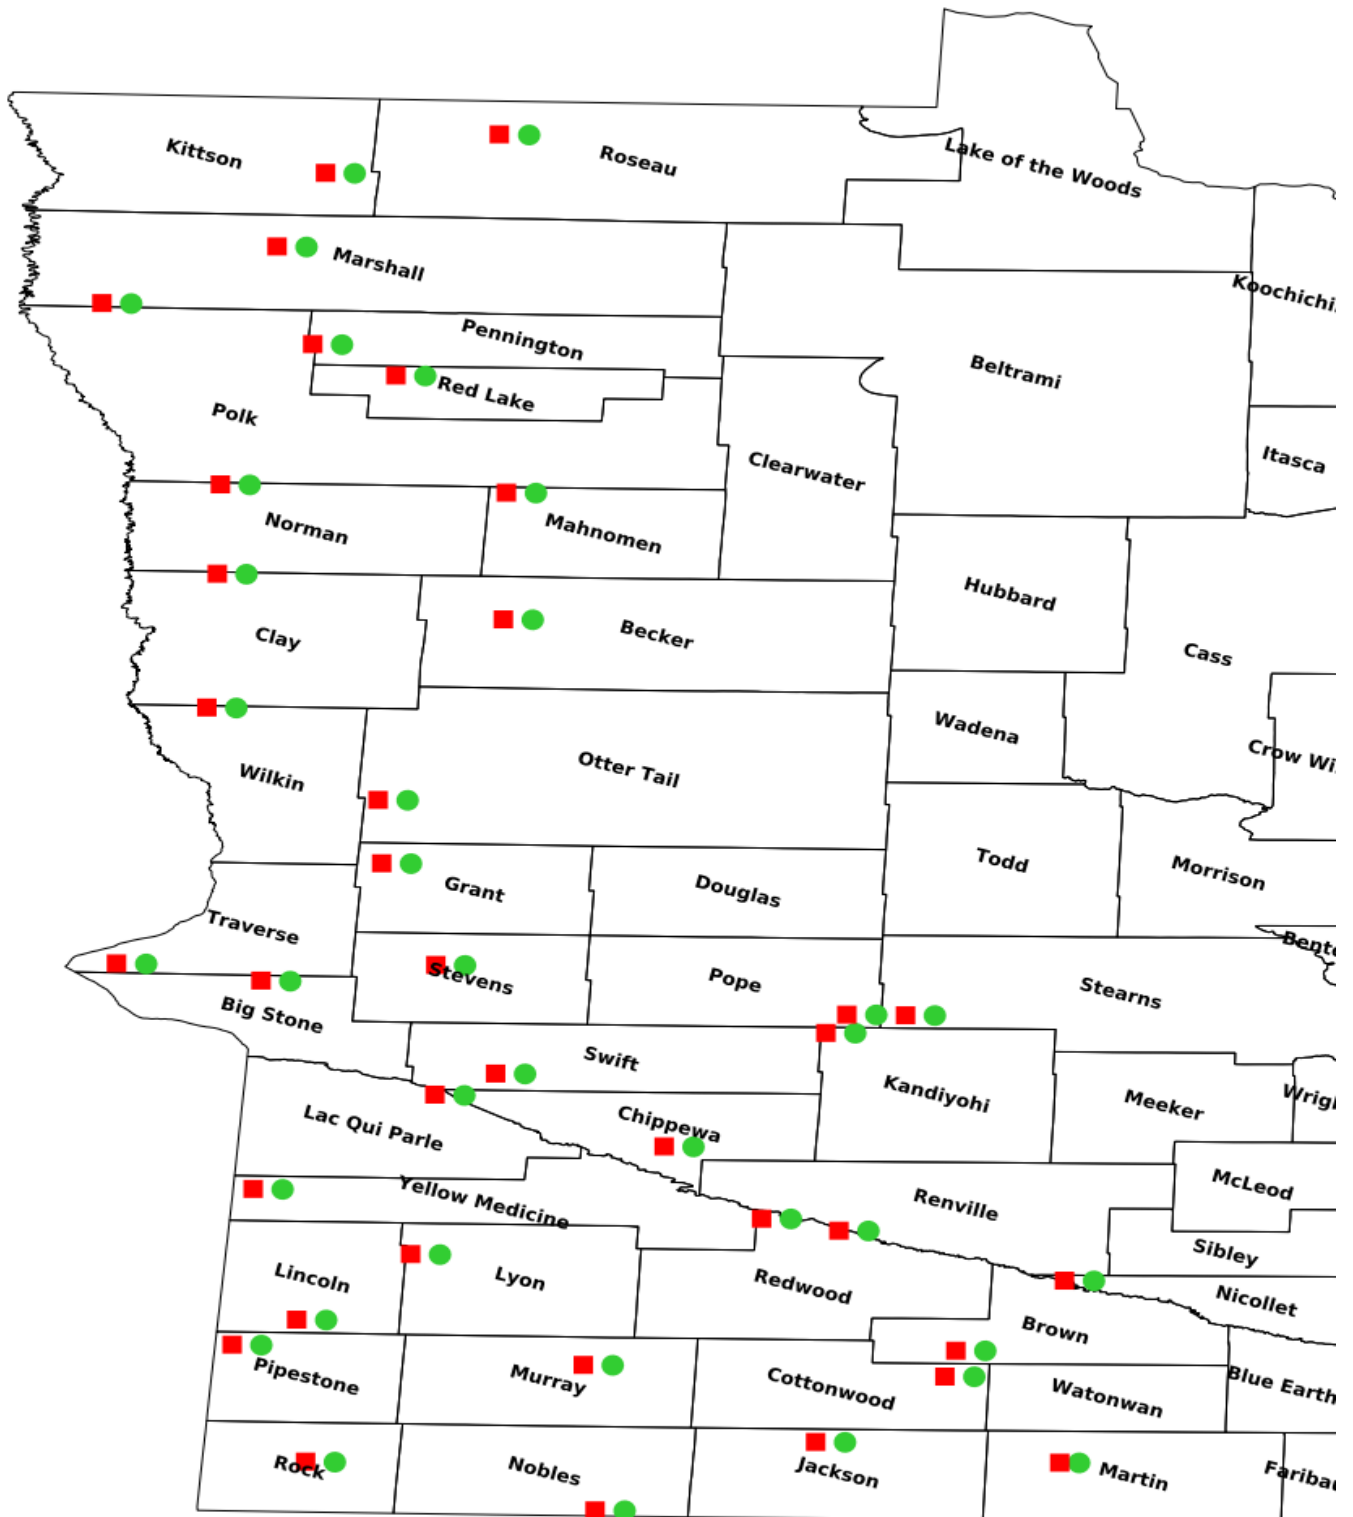 Kittson
Roseau
Lake of the Woods
Marshall
Koochichi
Pennington
Beltrami
Red Lake
Polk
Clearwater
Itasca
Norman
Mahnomen
Hubbard
Clay
Becker
Cass
Wadena
Otter Tail
Crow Wi
Wilkin
Todd
Morrison
Grant
Douglas
Traverse
Bento
Stevens
Pope
Stearns
Big Stone
Swift
Kandiyohi
Meeker
Wrigh
Lac Qui Parle
Chippewa
McLeod
Yellow Medicine
Renville
Sibley
Lincoln
Lyon
Redwood
Nicollet
Brown
Pipestone
Murray
Cottonwood
Watonwan
Blue Earth
Rock
Nobles
Jackson
Martin
Faribau